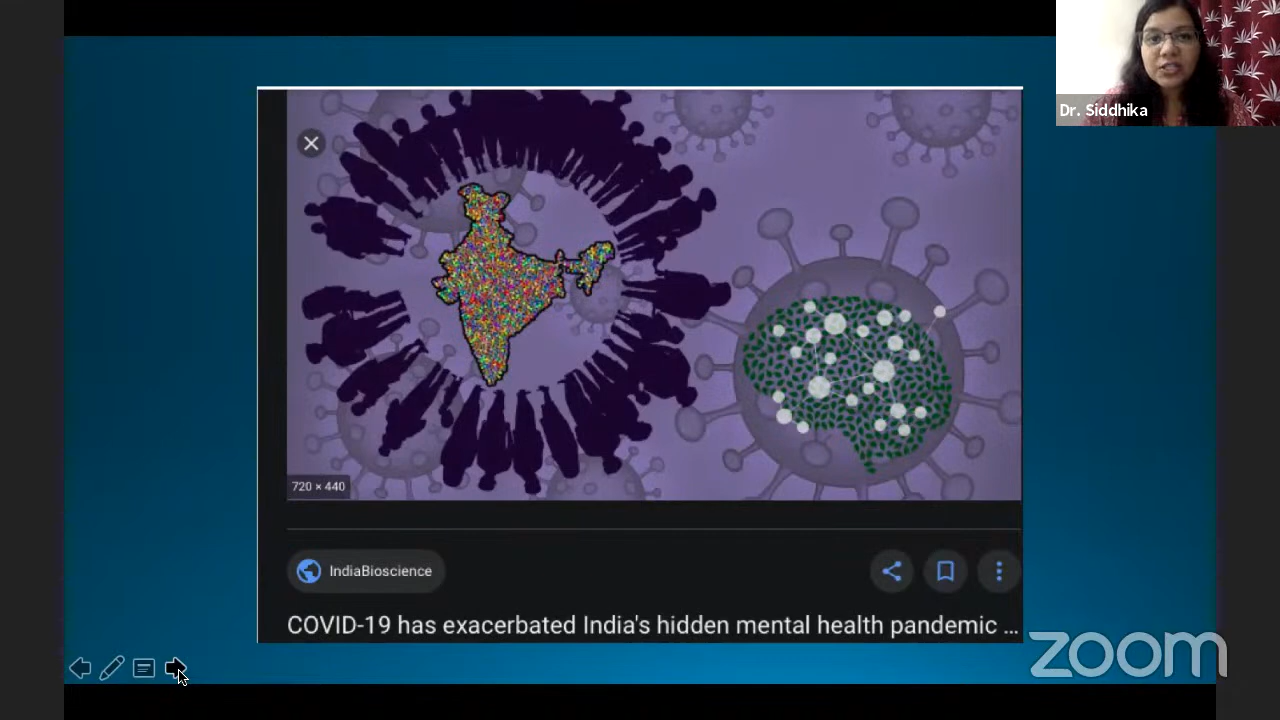 Dr. Siddhika
720 × 440
IndiaBioscience
COVID-19 has exacerbated India's hidden mental health pandemic ...
zoom